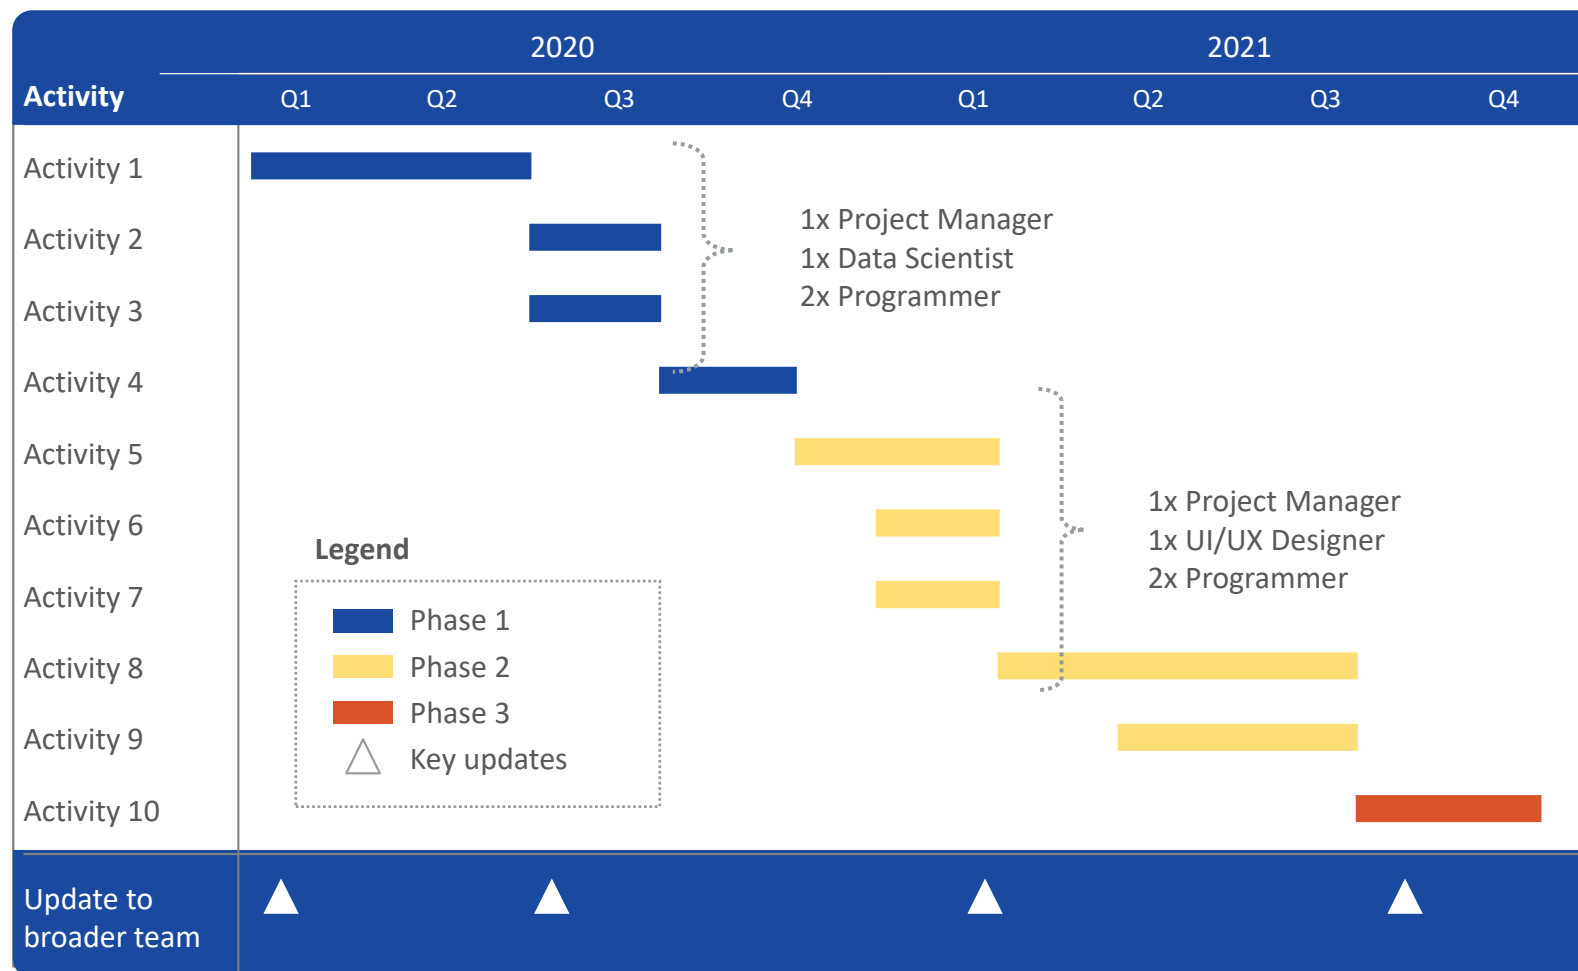 2020 2021
Activity Q1 Q2 Q3 Q4 Q1 Q2 Q3 Q4
Activity 1
1x Project Manager
Activity 2
1x Data Scientist
2x Programmer
Activity 3
Activity 4
Activity 5
1x Project Manager
Activity 6
1x UI/UX Designer
2x Programmer
Legend
Activity 7
Phase 1
Activity 8
Phase 2
Phase 3
Activity 9
Key updates
Activity 10
Update to
broader team